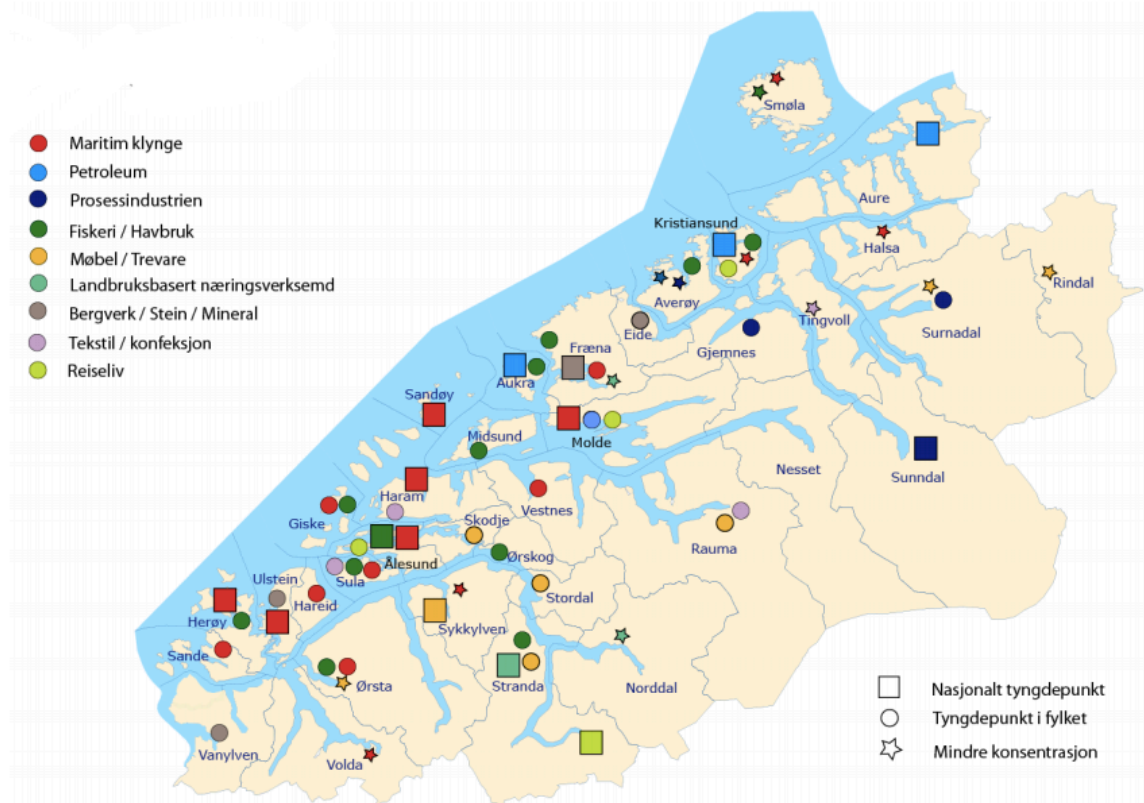 Maritim klynge
Petroleum
Prosessindustrien
Fiskeri / Havbruk
Møbel / Trevare
Landbruksbasert næringsverksemd
Bergverk / Stein / Mineral
Tekstil / konfeksjon
Reiseliv
Smøla
Aure
Kristiansund
Halsa
Rindal
Averøy
Tingvoll
Surnadal
Eide
Fræna
Gjemnes
Aukra
Sandøy
Midsund
Molde
Nesset
Sunndal
Haram
Vestnes
Giske
Skodje
Rauma
Ålesund
Ørskog
Sula
Ulstein
Stordal
Hareid
Herøy
Sykkylven
Sande
Ørsta
Stranda
Norddal
Vanylven
Volda
Nasjonalt tyngdepunkt
Tyngdepunkt i fylket
Mindre konsentrasjon